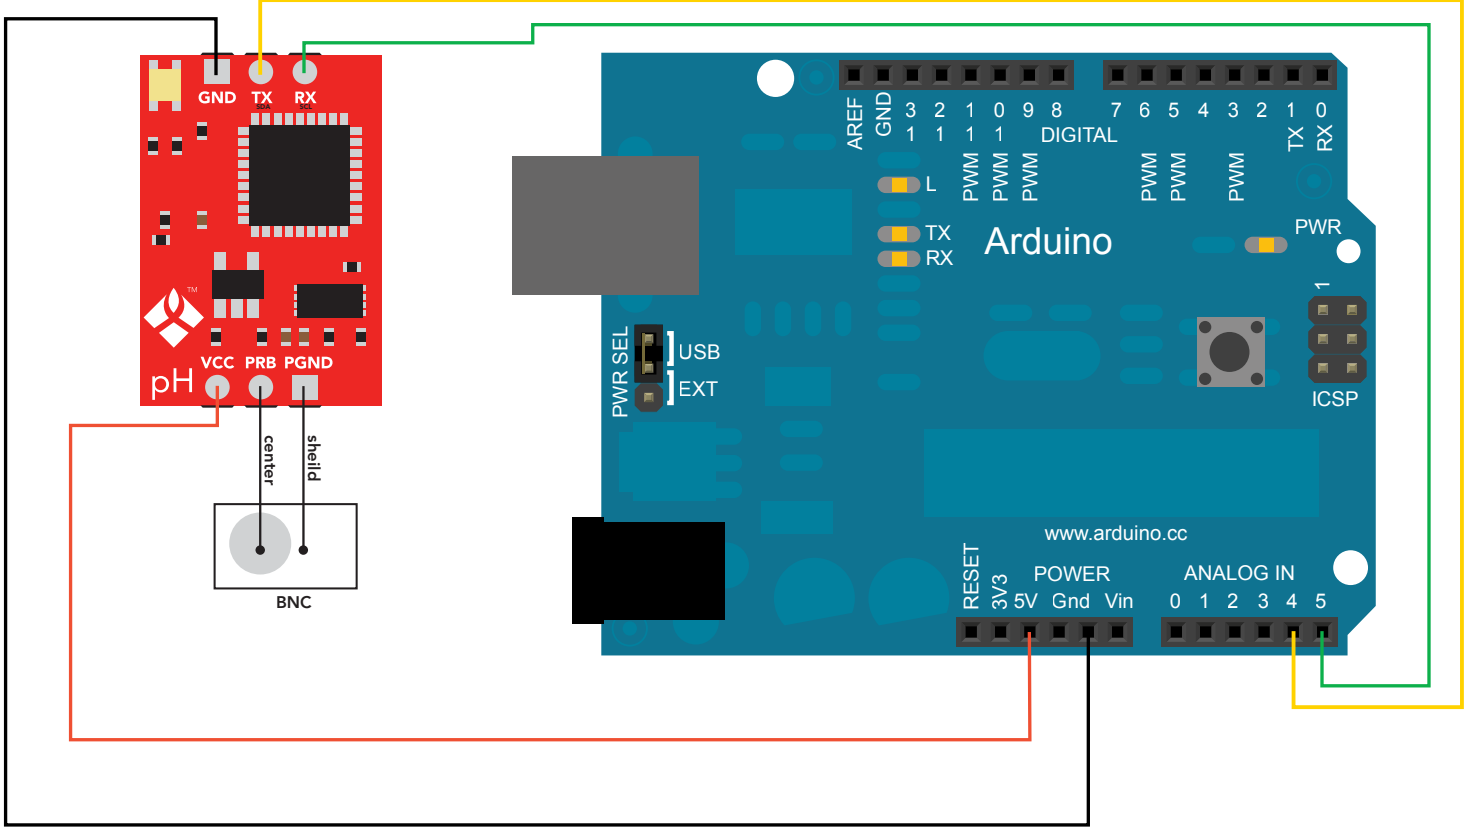 GND TX RX
SDA SCL
TM
VCC PRB PGND
pH
center
sheild
BNC
AREF
GND
13
12
11
10
9
8
DIGITAL
7 6 5 4 3 2 1 0
TX
RX
PWM
PWM
PWM
PWM
PWM
PWM
L
TX
RX
Arduino
PWR
1
ICSP
PWR SEL
USB
EXT
www.arduino.cc
POWER
RESET
3V3
5V Gnd Vin
ANALOG IN
0 1 2 3 4 5